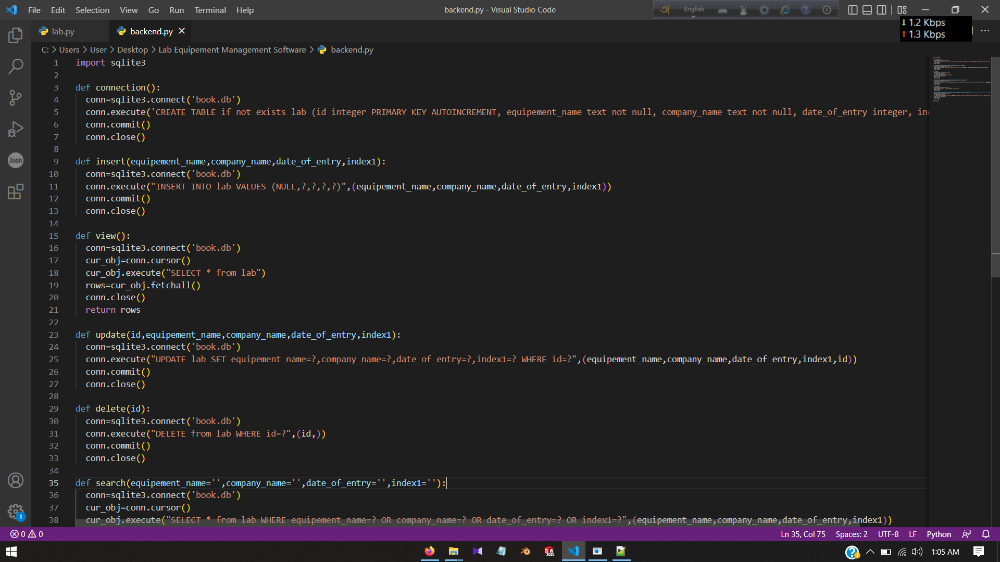 File Edit Selection View Go Run Terminal Help
backend.py - Visual Studio Code
English
1.2 Kbps
1.3 Kbps
lab.py
backend.py
C: > Users > User > Desktop > Lab Equipement Management Software > backend.py
1 import sqlite3
2
3 def connection():
4 conn=sqlite3.connect('book.db')
5 conn.execute('CREATE TABLE if not exists lab (id integer PRIMARY KEY AUTOINCREMENT, equipement_name text not null, company_name text not null, date_of_entry integer, in
6 conn.commit()
7 conn.close()
8
9 def insert(equipement_name,company_name,date_of_entry,index1):
10 conn=sqlite3.connect('book.db')
11 conn.execute("INSERT INTO lab VALUES (NULL,?,?,?,?)",(equipement_name,company_name,date_of_entry,index1))
12 conn.commit()
13 conn.close()
14
15 def view():
16 conn=sqlite3.connect('book.db')
17 cur_obj=conn.cursor()
18 cur_obj.execute("SELECT * from lab")
19 rows=cur_obj.fetchall()
20 conn.close()
21 return rows
22
23 def update(id,equipement_name,company_name,date_of_entry,index1):
24 conn=sqlite3.connect('book.db')
25 conn.execute("UPDATE lab SET equipement_name=?,company_name=?,date_of_entry=?,index1=? WHERE id=?",(equipement_name,company_name,date_of_entry,index1,id))
26 conn.commit()
27 conn.close()
28
29 def delete(id):
30 conn=sqlite3.connect('book.db')
31 conn.execute("DELETE from lab WHERE id=?",(id,))
32 conn.commit()
33 conn.close()
34
35 def search(equipement_name='',company_name='',date_of_entry='',index1=''):
36 conn=sqlite3.connect('book.db')
37 cur_obj=conn.cursor()
38 cur_obj.execute("SELECT * from lab WHERE equipement_name=? OR company_name=? OR date_of_entry=? OR index1=?",(equipement_name,company_name,date_of_entry,index1))
Json
1
0 0
Ln 35, Col 75 Spaces: 2 UTF-8 LF Python
SW 2020
1:05 AM